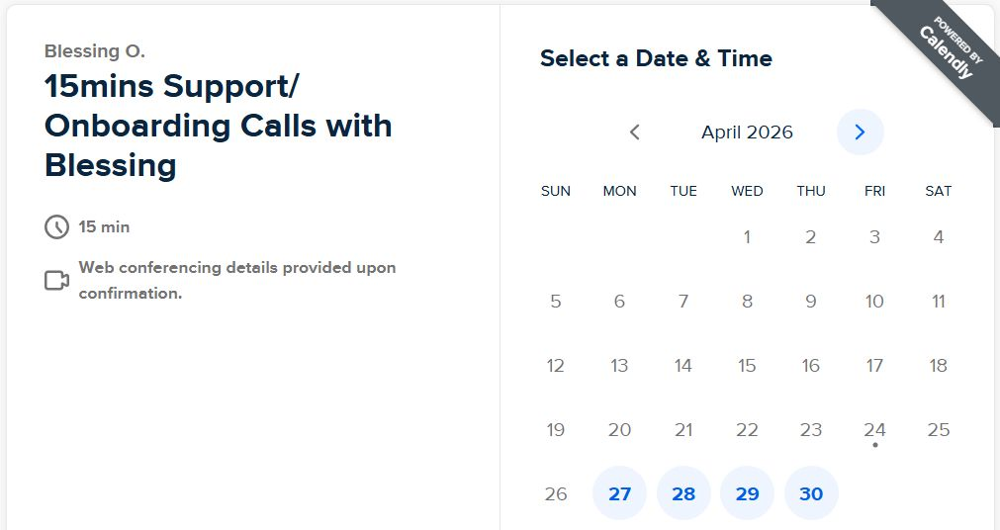 Blessing O.
15mins Support/
Onboarding Calls with
Blessing
15 min
Web conferencing details provided upon
confirmation.
Select a Date & Time
POWERED BY
Calendly
April 2026
SUN MON TUE WED THU FRI SAT
1 2 3 4
5 6 7 8 9 10 11
12 13 14 15 16 17 18
19 20 21 22 23 24 25
26 27 28 29 30